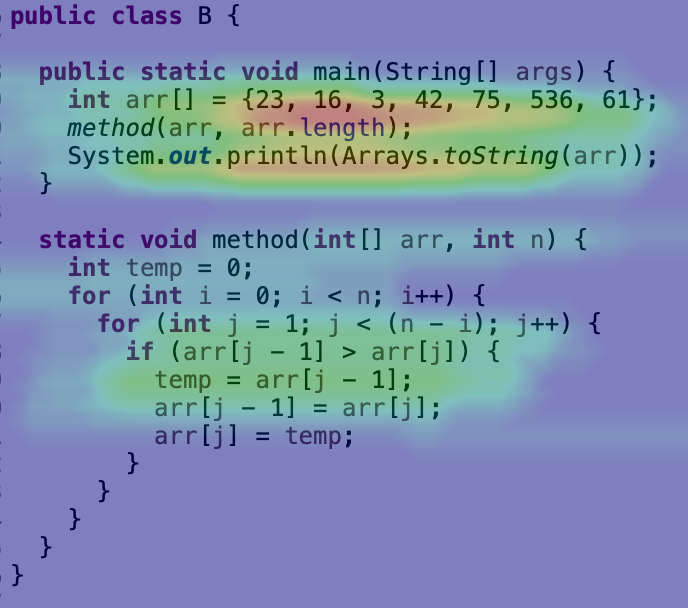 public class B {
public static void main(String[] args) {
int arr[] = {23, 16, 3, 42, 75, 536, 61};
method(arr, arr.length);
System.out.println(Arrays.toString(arr));
}
static void method(int[] arr, int n) {
int temp = 0;
for (int i = 0; i < n; i++) {
for (int j = 1; j < (n - i); j++) {
if (arr[j - 1] > arr[j]) {
temp = arr[j - 1];
arr[j - 1] = arr[j];
arr[j] = temp;
}
}
}
}
}